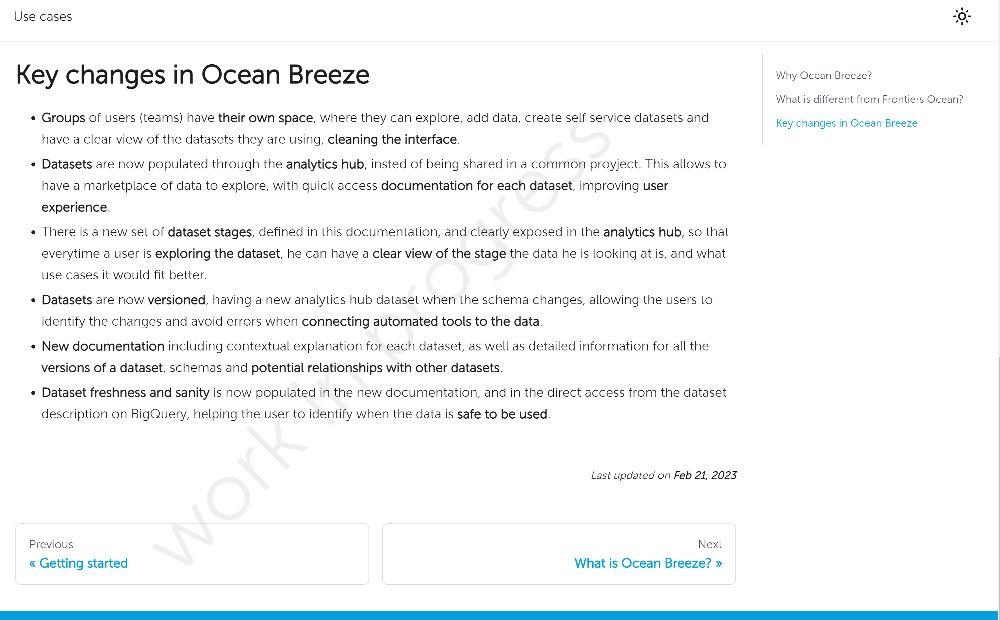 Use cases
Key changes in Ocean Breeze
Groups of users (teams) have their own space, where they can explore, add data, create self service datasets and
have a clear view of the datasets they are using, cleaning the interface.
Datasets are now populated through the analytics hub, insted of being shared in a common proyject. This allows to
have a marketplace of data to explore, with quick access documentation for each dataset, improving user
experience.
There is a new set of dataset stages, defined in this documentation, and clearly exposed in the analytics hub, so that
everytime a user is exploring the dataset, he can have a clear view of the stage the data he is looking at is, and what
use cases it would fit better.
Datasets are now versioned, having a new analytics hub dataset when the schema changes, allowing the users to
identify the changes and avoid errors when connecting automated tools to the data.
New documentation including contextual explanation for each dataset, as well as detailed information for all the
versions of a dataset, schemas and potential relationships with other datasets.
Dataset freshness and sanity is now populated in the new documentation, and in the direct access from the dataset
description on BigQuery, helping the user to identify when the data is safe to be used.
work in progress
Last updated on Feb 21, 2023
Previous
« Getting started
Next
What is Ocean Breeze? »
Why Ocean Breeze?
What is different from Frontiers Ocean?
Key changes in Ocean Breeze